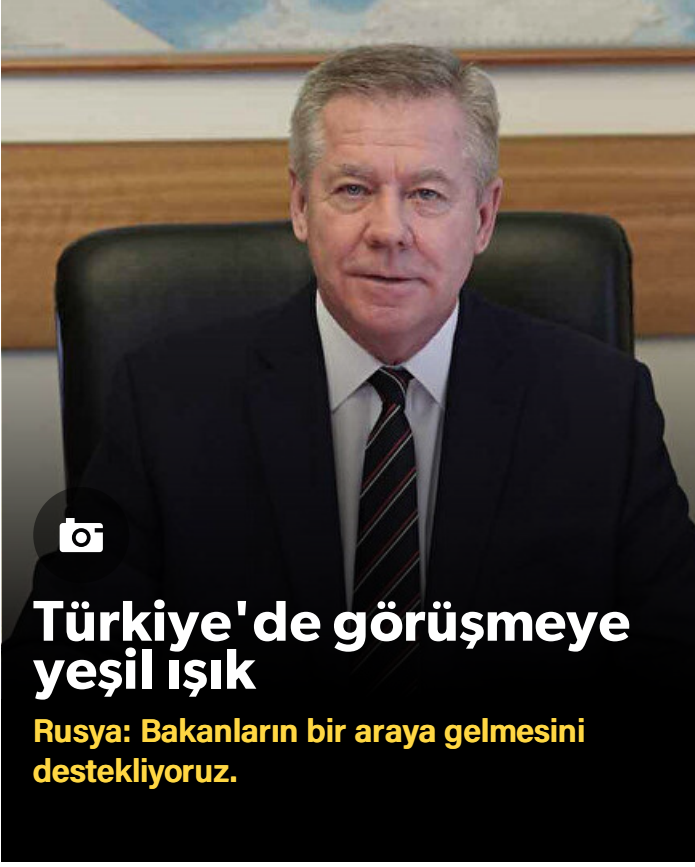 Türkiye'de görüşmeye
yeşil ışık
Rusya: Bakanların bir araya gelmesini
destekliyoruz.